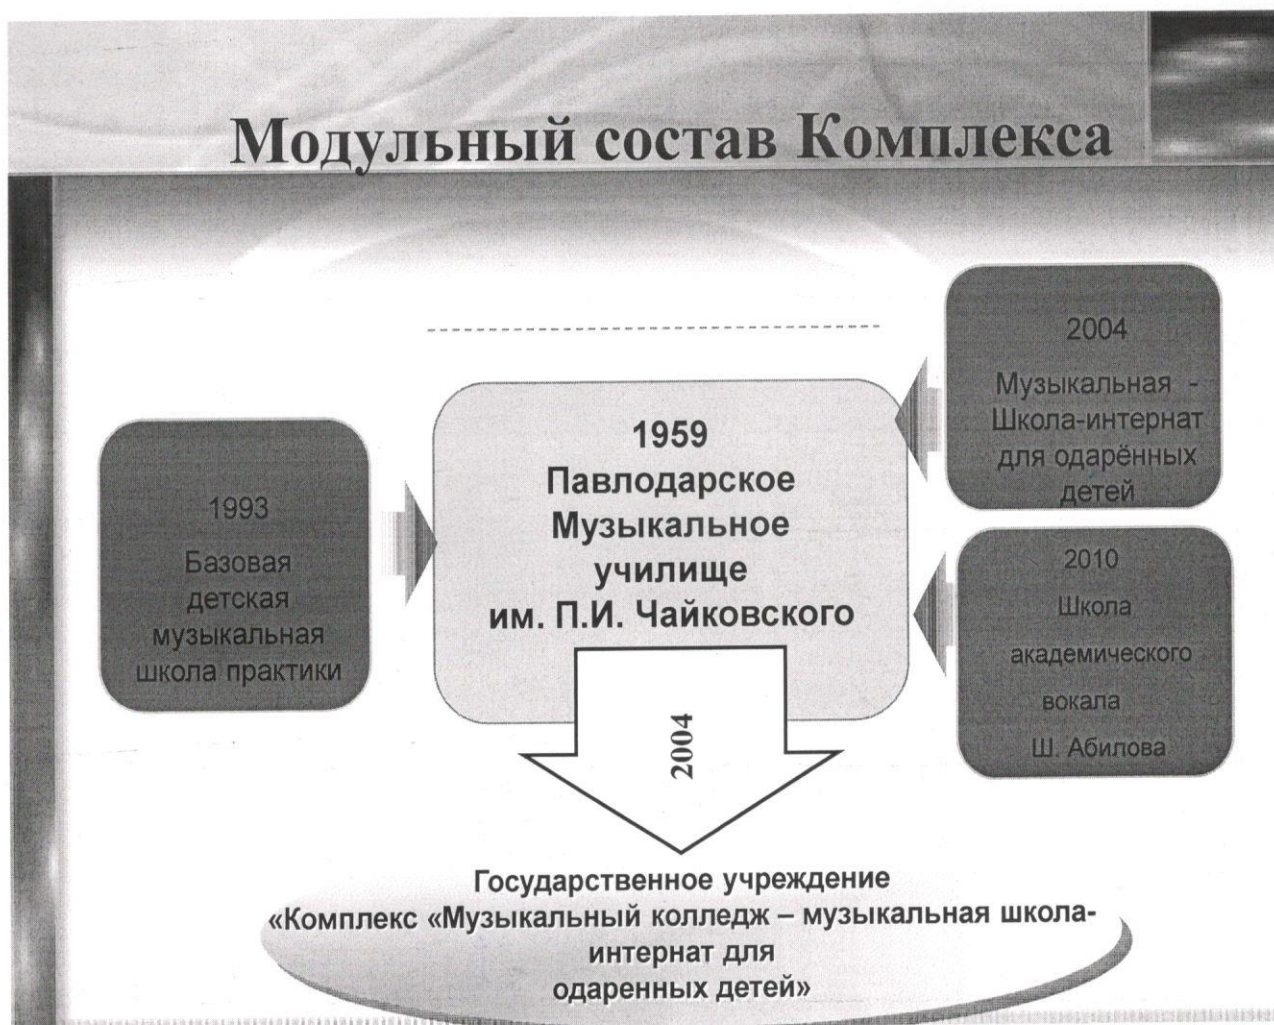 Модульный состав Комплекса
1993
Базовая
детская
музыкальная
школа практики
1959
Павлодарское
Музыкальное
училище
им. П.И. Чайковского
2004
Музыкальная -
Школа-интернат
для одарённых
детей
2010
Школа
академического
вокала
Ш. Абилова
2004
Государственное учреждение
«Комплекс «Музыкальный колледж – музыкальная школа-
интернат для
одаренных детей»